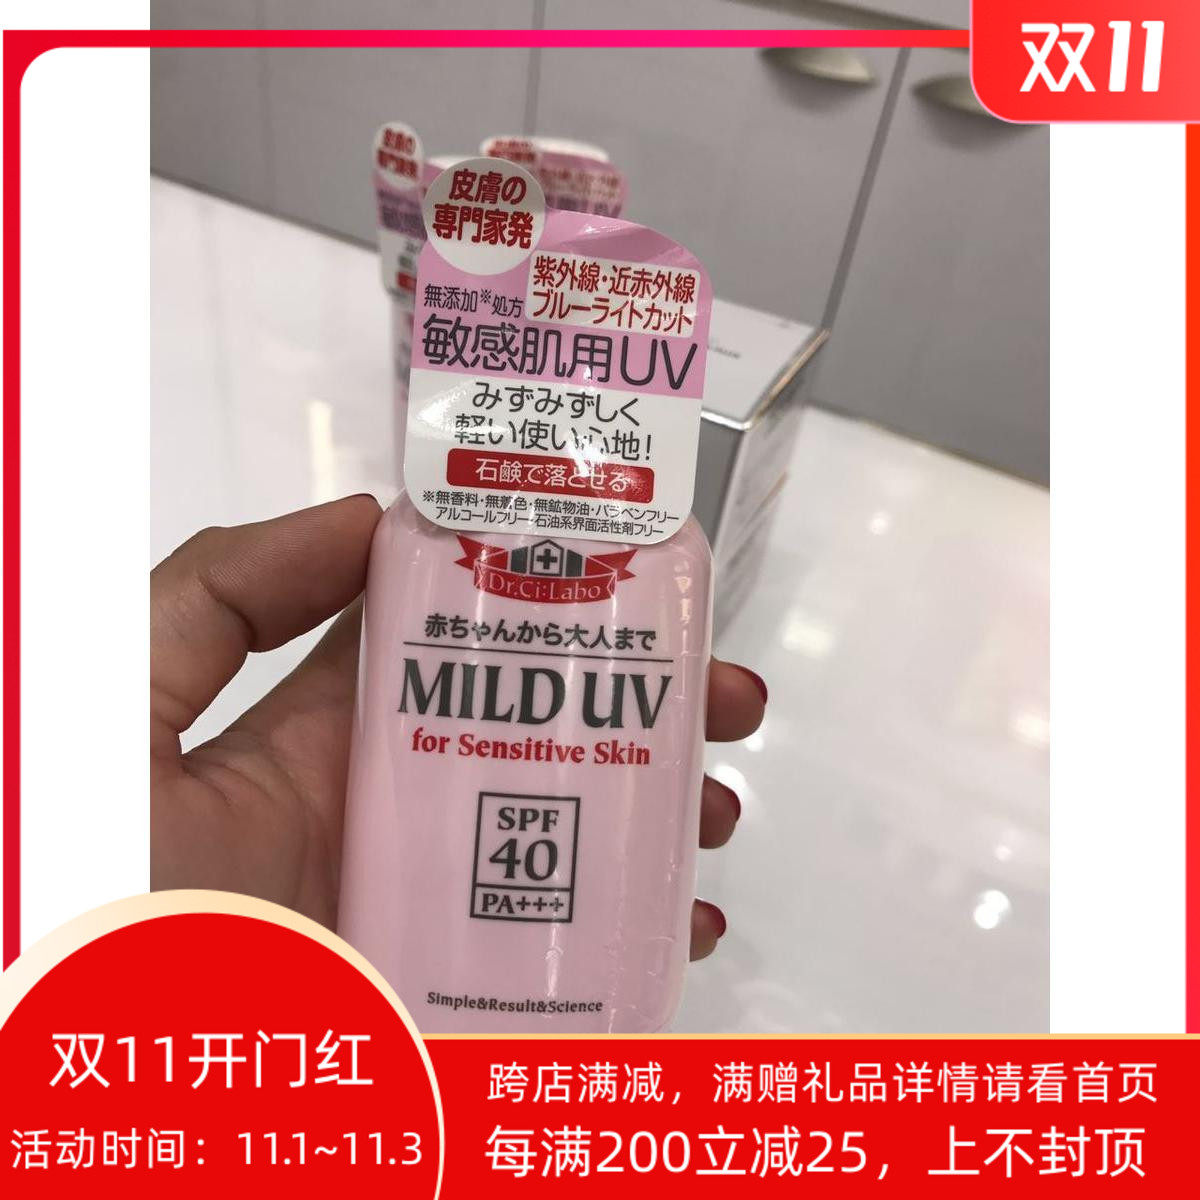 双11
皮膚の
専門家発
紫外線・近赤外線
ブルーライトカット
無添加※処方
敏感肌用UV
みずみずしく
軽い使い心地!
石鹸で落とせる
※無香料・無着色・無鉱物油・パラベンフリー
アルコールフリー・石油系界面活性剤フリー
Dr.Ci:Labo
赤ちゃんから大人まで
MILD UV
for Sensitive Skin
SPF
40
PA+++
Simple&Result&Science
皮膚の
専門家発
双11开门红
活动时间：11.1~11.3
跨店满减，满赠礼品详情请看首页
每满200立减25，上不封顶